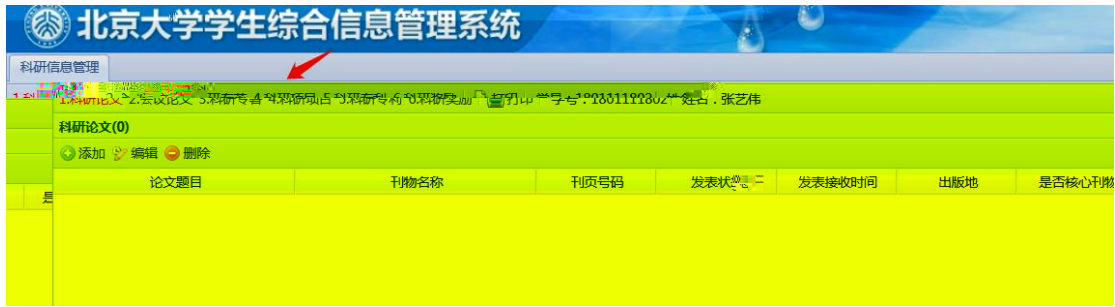 北京大学学生综合信息管理系统
科研信息管理
1.科研论文 2.会议论文 3.科研专著 4.科研项目 5.科研专利 6.科研奖励 打印 学号: 姓名:张艺伟
科研论文(0)
添加 编辑 删除
论文题目 刊物名称 刊页号码 发表状 发表接收时间 出版地 是否核心刊物